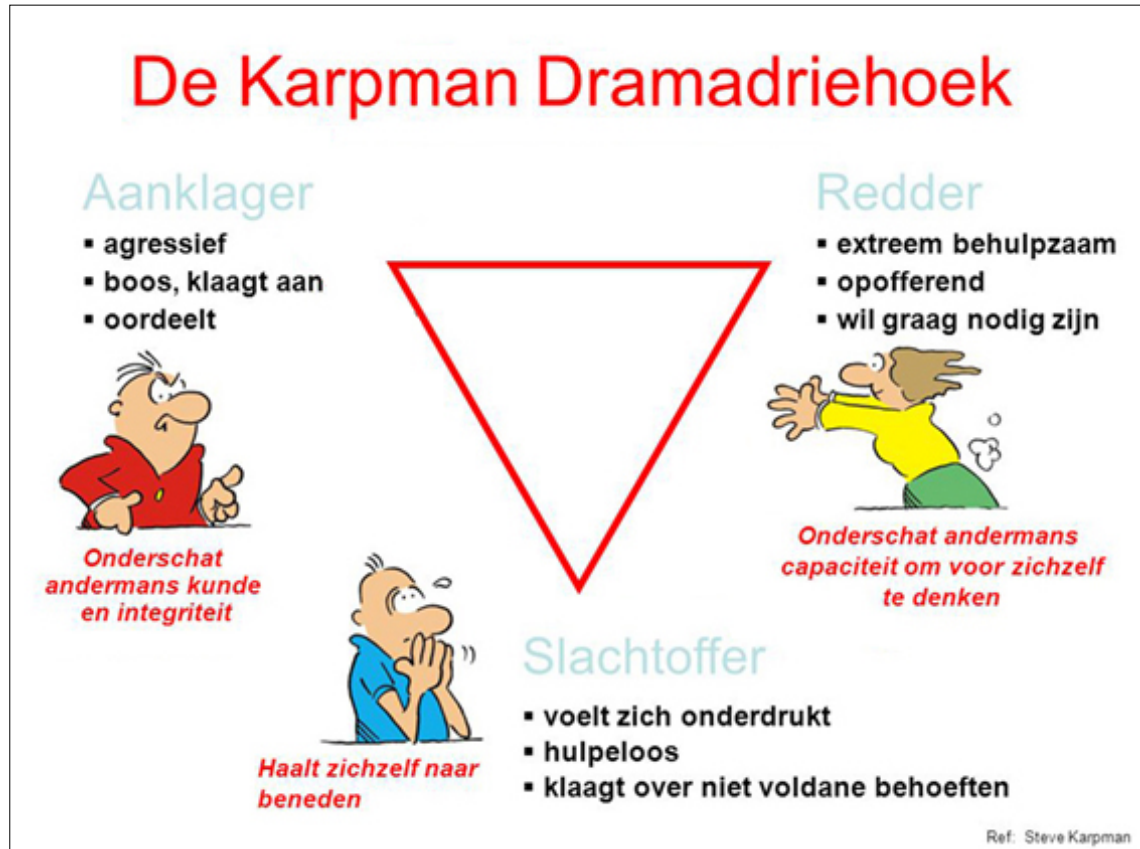 De Karpman Dramadriehoek
Aanklager
▪ agressief
▪ boos, klaagt aan
▪ oordeelt
Onderschat
andermans kunde
en integriteit
Redder
▪ extreem behulpzaam
▪ opofferend
▪ wil graag nodig zijn
Onderschat andermans
capaciteit om voor zichzelf
te denken
Slachtoffer
▪ voelt zich onderdrukt
▪ hulpeloos
▪ klaagt over niet voldane behoeften
Haalt zichzelf naar
beneden
Ref: Steve Karpman